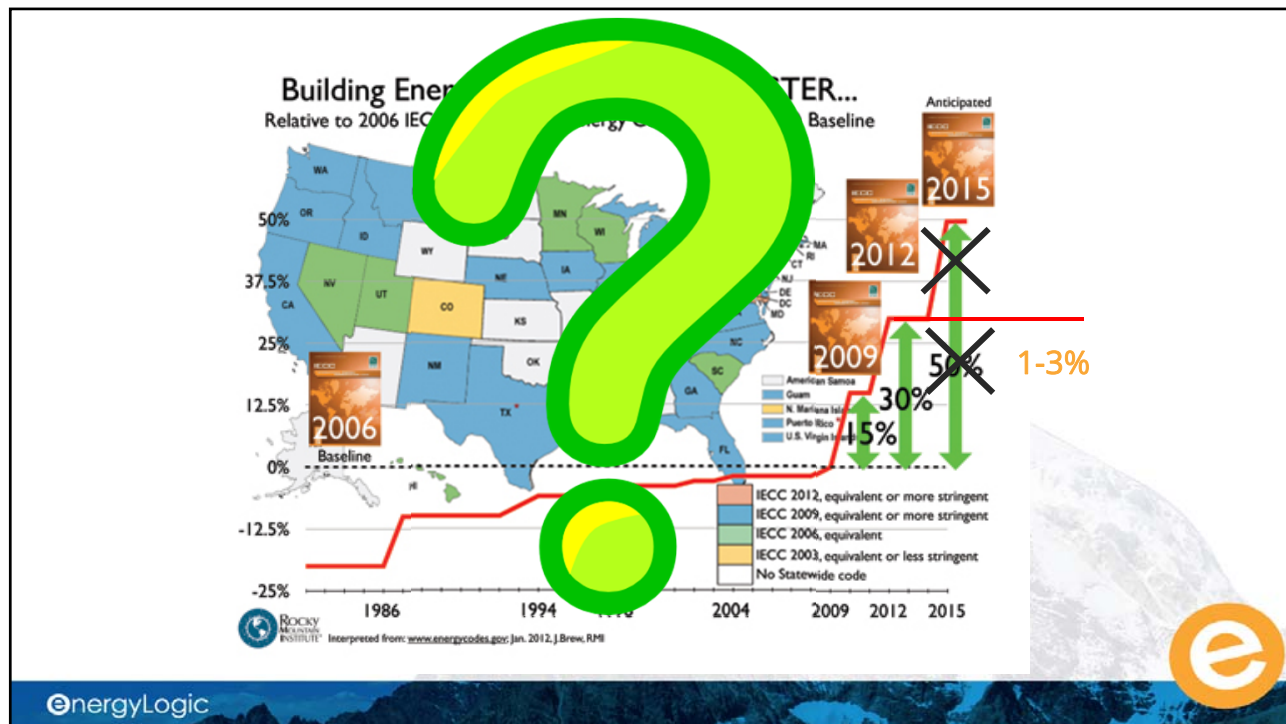 Building Ener
TER...
Relative to 2006 IEC
nergy C
Baseline
Anticipated
2015
2012
2009
2006
Baseline
WA
OR
ID
WY
NV
UT
CA
CO
NE
KS
OK
NM
TX
MN
WI
IA
MA
RI
CT
NJ
DE
DC
MD
NC
SC
GA
FL
HI
50%
37.5%
25%
12.5%
0%
-12.5%
-25%
15%
30%
50%
1-3%
American Samoa
Guam
N. Mariana Islan
Puerto Rico
U.S. Virgin Island
IECC 2012, equivalent or more stringent
IECC 2009, equivalent or more stringent
IECC 2006, equivalent
IECC 2003, equivalent or less stringent
No Statewide code
1986
1994
2004
2009
2012
2015
ROCKY
MOUNTAIN
INSTITUTE
Interpreted from: www.energycodes.gov; Jan. 2012, J.Brew, RMI
e
energyLogic